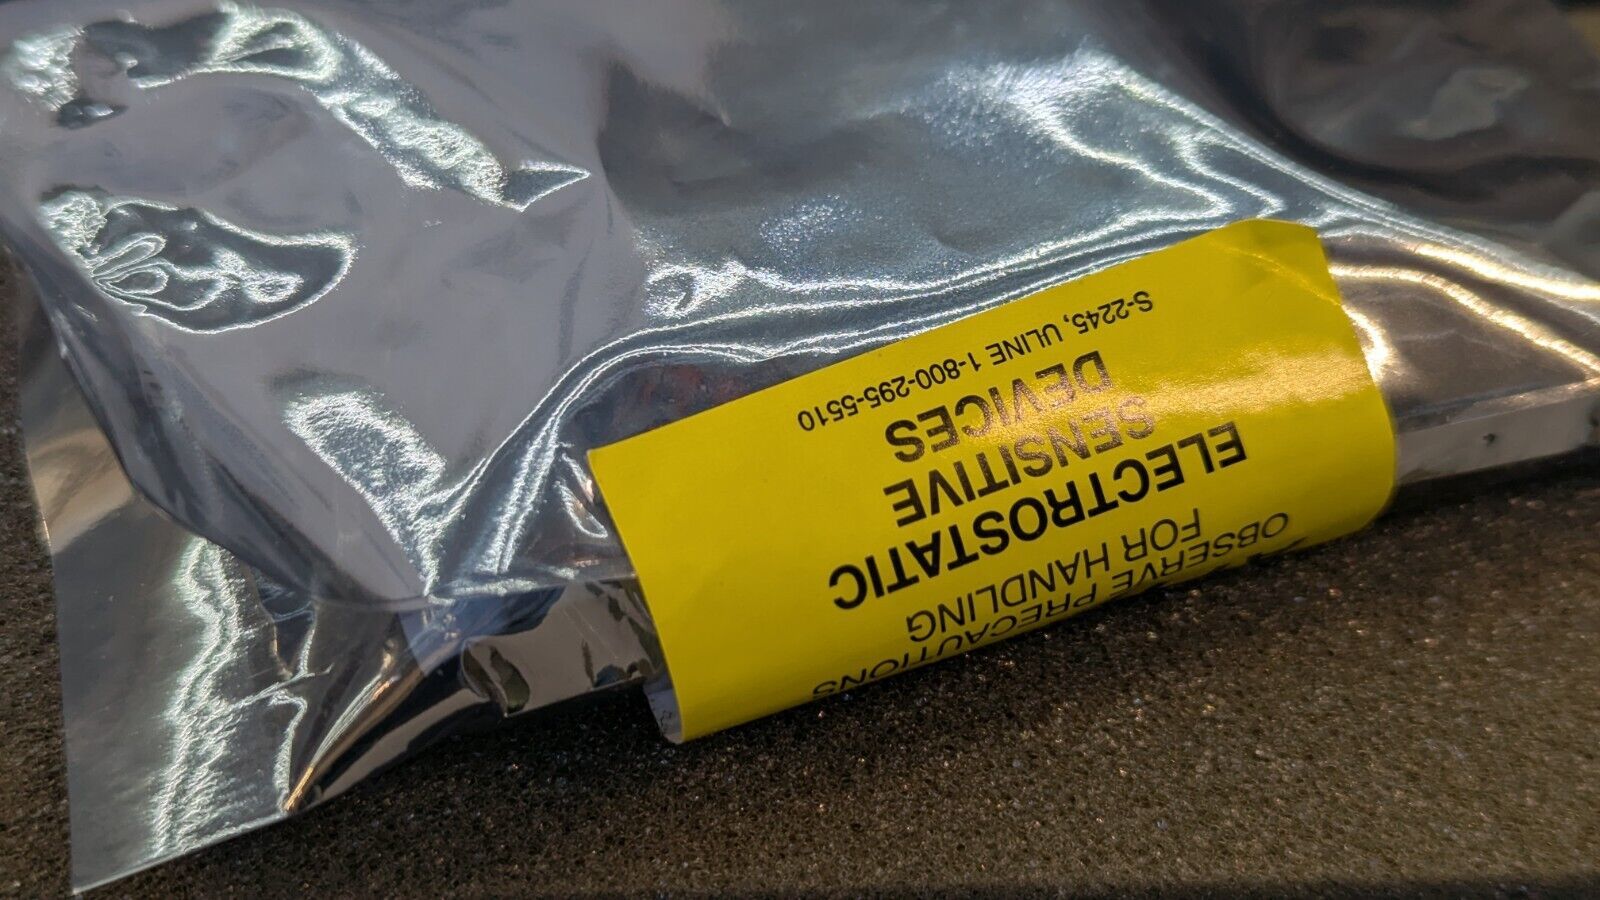 OBSERVE PRECAUTIONS
FOR HANDLING
ELECTROSTATIC
SENSITIVE
DEVICES
S-2245, ULINE 1-800-295-5510